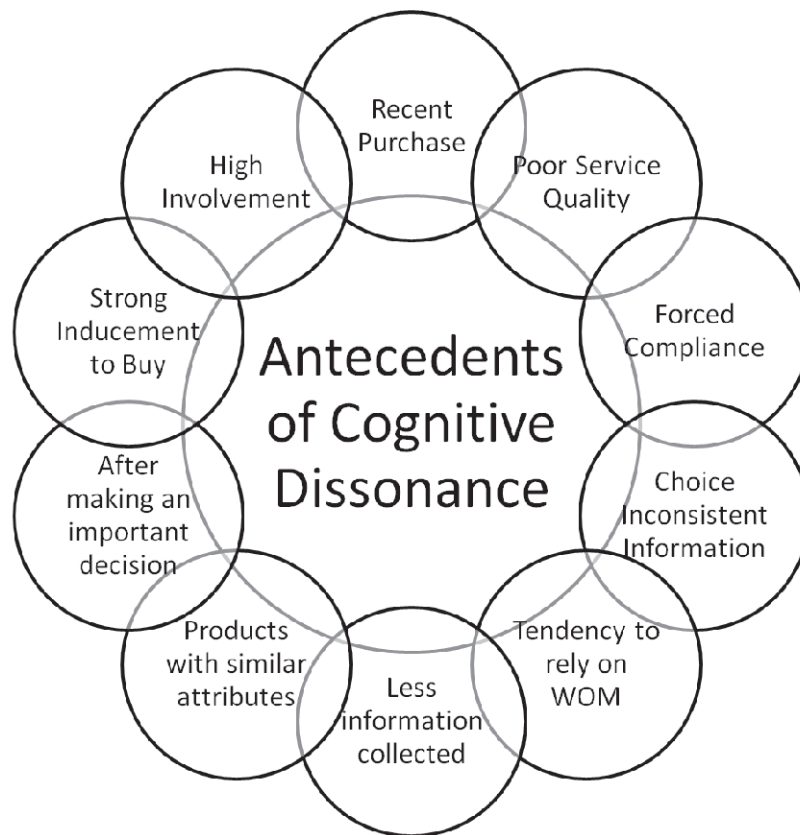 Recent
Purchase
Poor Service
Quality
Forced
Compliance
Choice
Inconsistent
Information
Tendency to
rely on
WOM
Less
information
collected
Products
with similar
attributes
After
making an
important
decision
Strong
Inducement
to Buy
High
Involvement
Antecedents
of Cognitive
Dissonance